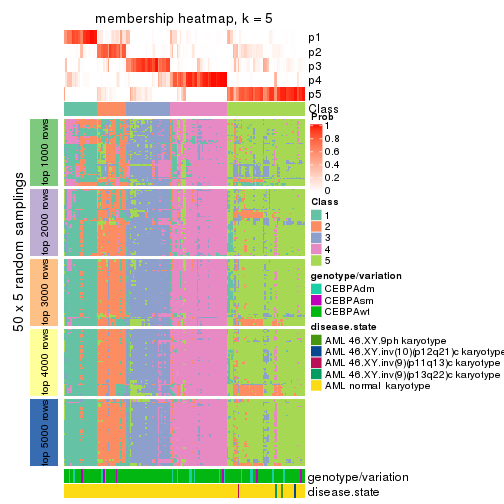 membership heatmap, k = 5
p1
p2
p3
p4
p5
Class
50 x 5 random samplings
top 1000 rows
top 2000 rows
top 3000 rows
top 4000 rows
top 5000 rows
Prob
1
0.8
0.6
0.4
0.2
0
Class
1
2
3
4
5
genotype/variation
CEBPAdm
CEBPAsm
CEBPAwt
disease.state
AML 46.XY.9ph karyotype
AML 46.XY.inv(10)(p12q21)c karyotype
AML 46.XY.inv(9)(p11q13)c karyotype
AML 46.XY.inv(9)(p13q22)c karyotype
AML normal karyotype
genotype/variation
disease.state